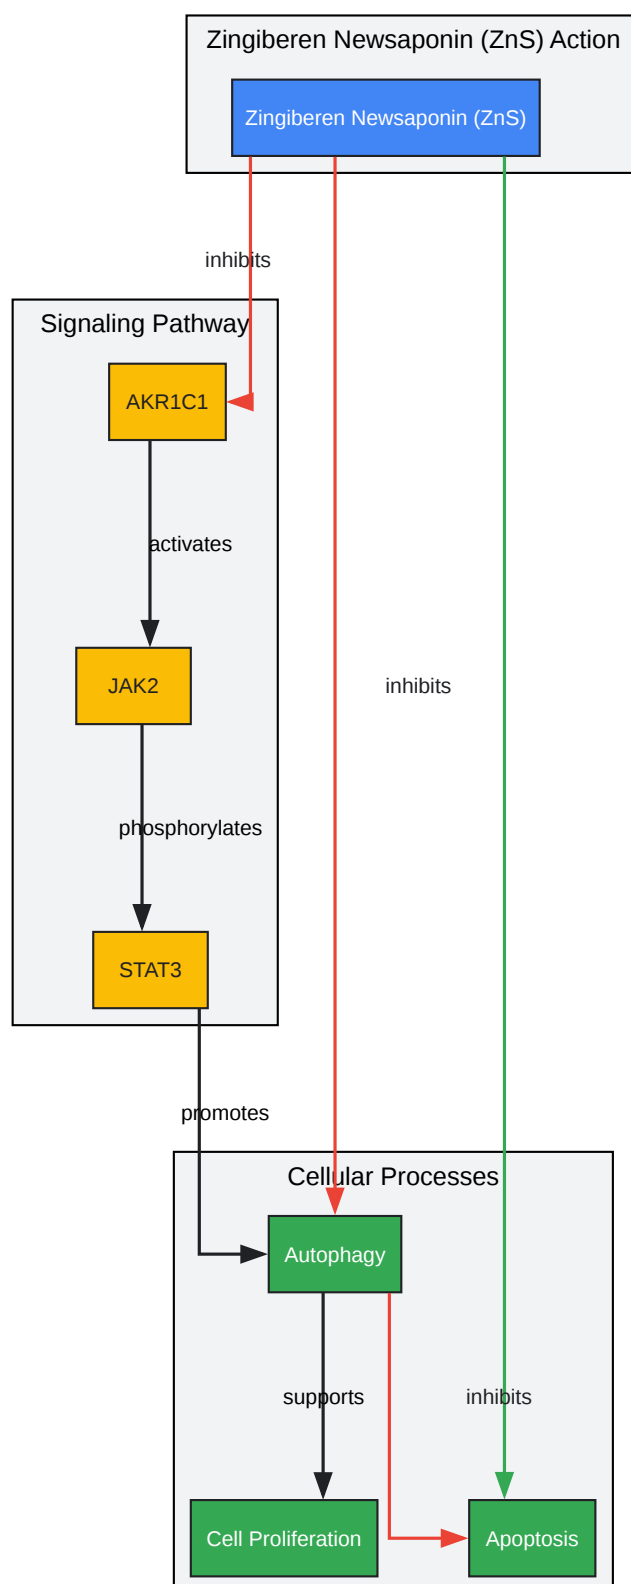 Zingiberen Newsaponin (ZnS) Action
Zingiberen Newsaponin (ZnS)
inhibits
Signaling Pathway
AKR1C1
activates
JAK2
inhibits
phosphorylates
STAT3
promotes
Cellular Processes
Autophagy
supports
inhibits
Cell Proliferation
Apoptosis